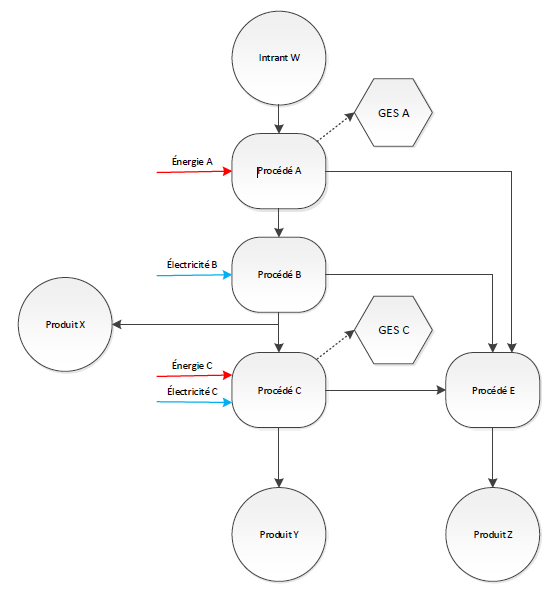 Intrant W
GES A
Énergie A
Procédé A
Électricité B
Procédé B
Produit X
GES C
Énergie C
Électricité C
Procédé C
Procédé E
Produit Y
Produit Z